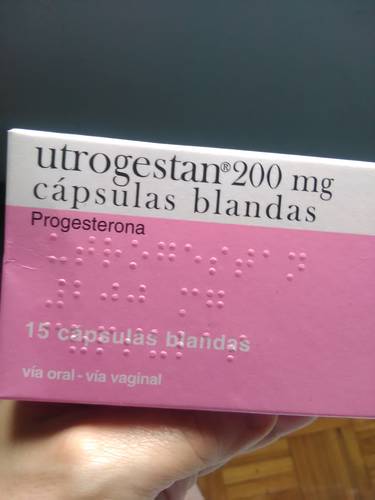 utrogestan® 200 mg
cápsulas blandas
Progesterona
15 cápsulas blandas
vía oral - vía vaginal